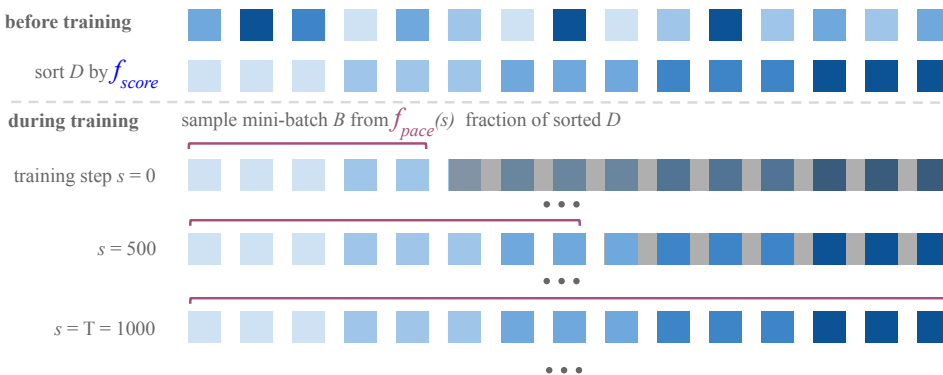 before training
sort D by f_score
during training sample mini-batch B from f_pace(s) fraction of sorted D
training step s = 0
• • •
s = 500
• • •
s = T = 1000
• • •